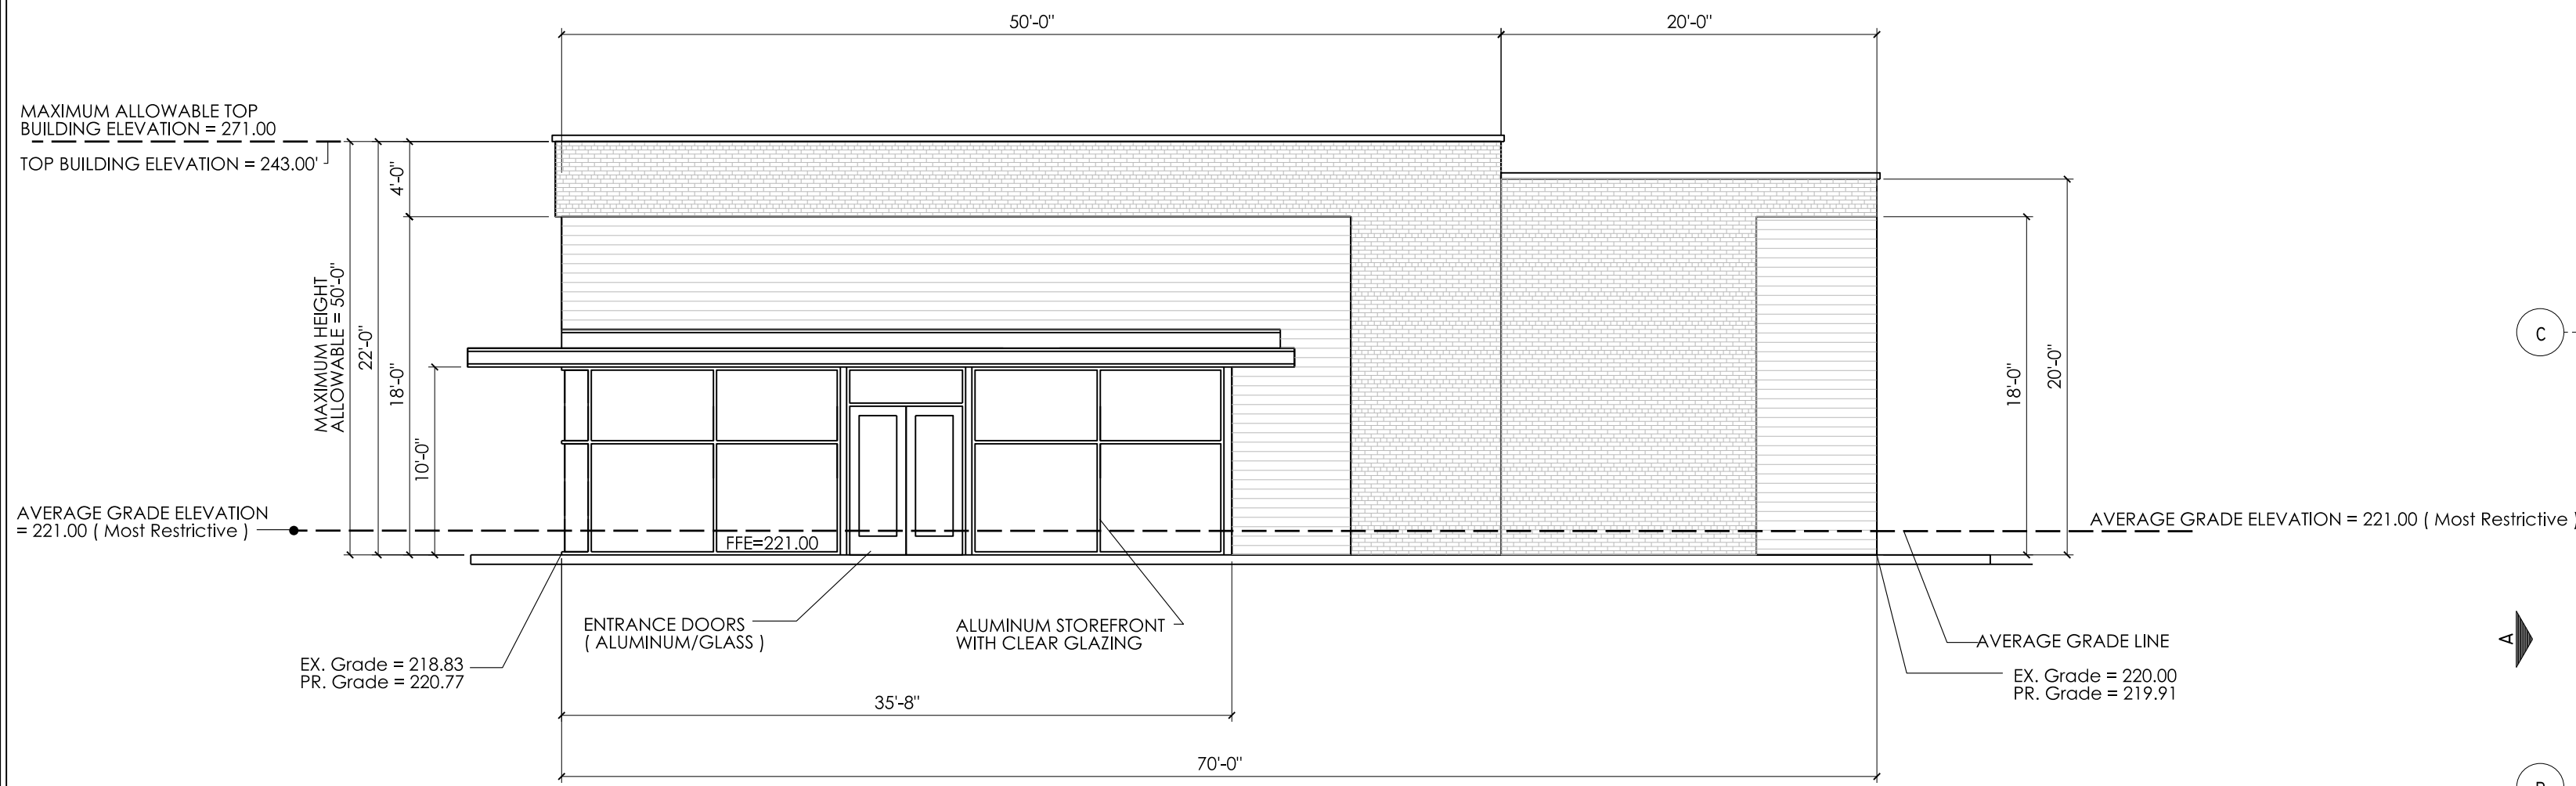 50'-0"
20'-0"
MAXIMUM ALLOWABLE TOP
BUILDING ELEVATION = 271.00
TOP BUILDING ELEVATION = 243.00'
4'-0"
MAXIMUM HEIGHT
ALLOWABLE = 50'-0"
22'-0"
18'-0"
10'-0"
18'-0"
20'-0"
C
AVERAGE GRADE ELEVATION
= 221.00 ( Most Restrictive )
AVERAGE GRADE ELEVATION = 221.00 ( Most Restrictive )
FFE=221.00
ENTRANCE DOORS
( ALUMINUM/GLASS )
ALUMINUM STOREFRONT
WITH CLEAR GLAZING
AVERAGE GRADE LINE
A
EX. Grade = 218.83
PR. Grade = 220.77
EX. Grade = 220.00
PR. Grade = 219.91
35'-8"
70'-0"